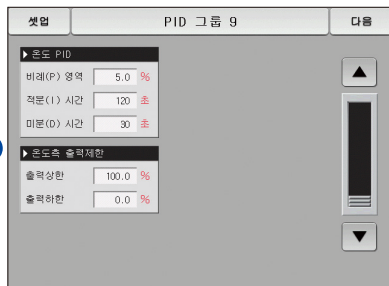 셋업
PID 그룹 9
다음
▶ 온도 PID
비례(P) 영역 5.0 %
적분(I) 시간 120 초
미분(D) 시간 30 초
▶ 온도측 출력제한
출력상한 100.0 %
출력하한 0.0 %